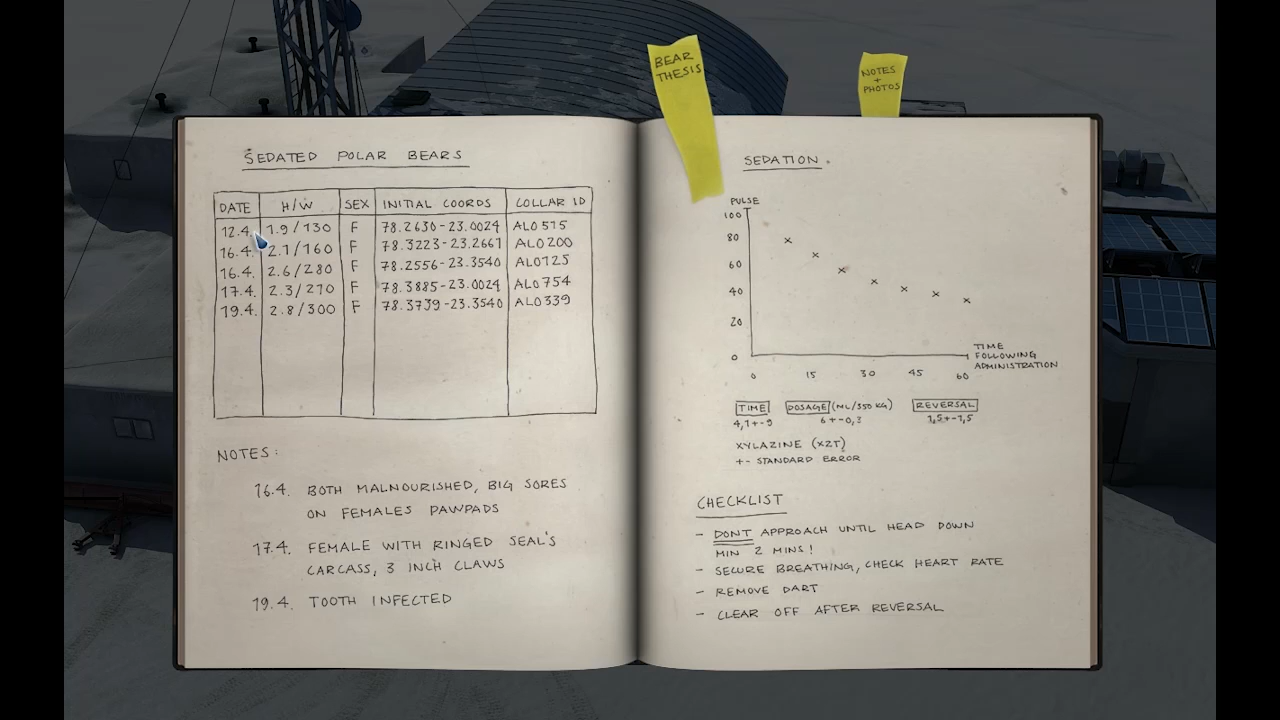 BEAR
THESIS
NOTES
+
PHOTOS
SEDATED POLAR BEARS
DATE H/W SEX INITIAL COORDS COLLAR ID
12.4. 1.9/130 F 78.2630-23.0024 AL0515
16.4. 2.1/160 F 78.3223-23.2661 AL0200
16.4. 2.6/280 F 78.2556-23.3540 AL0125
17.4. 2.3/270 F 78.3885-23.0024 AL0754
19.4. 2.8/300 F 78.3739-23.3540 AL0339
NOTES:
16.4. BOTH MALNOURISHED, BIG SORES
ON FEMALES PAWPADS
17.4. FEMALE WITH RINGED SEAL'S
CARCASS, 3 INCH CLAWS
19.4. TOOTH INFECTED
SEDATION.
PULSE
100
80
60
40
20
0
0 15 30 45 60
TIME
FOLLOWING
ADMINISTRATION
TIME DOSAGE (ML/350 KG) REVERSAL
4,1+-9 6+-0,3 1,5+-1,5
XYLAZINE (XZT)
+- STANDARD ERROR
CHECKLIST
- DONT APPROACH UNTIL HEAD DOWN
MIN 2 MINS!
- SECURE BREATHING, CHECK HEART RATE
- REMOVE DART
- CLEAR OFF AFTER REVERSAL